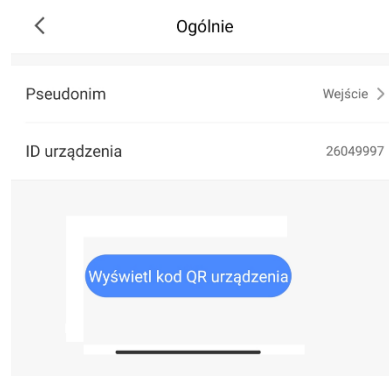 Ogólnie
Pseudonim Wejście
ID urządzenia 26049997
Wyświetl kod QR urządzenia